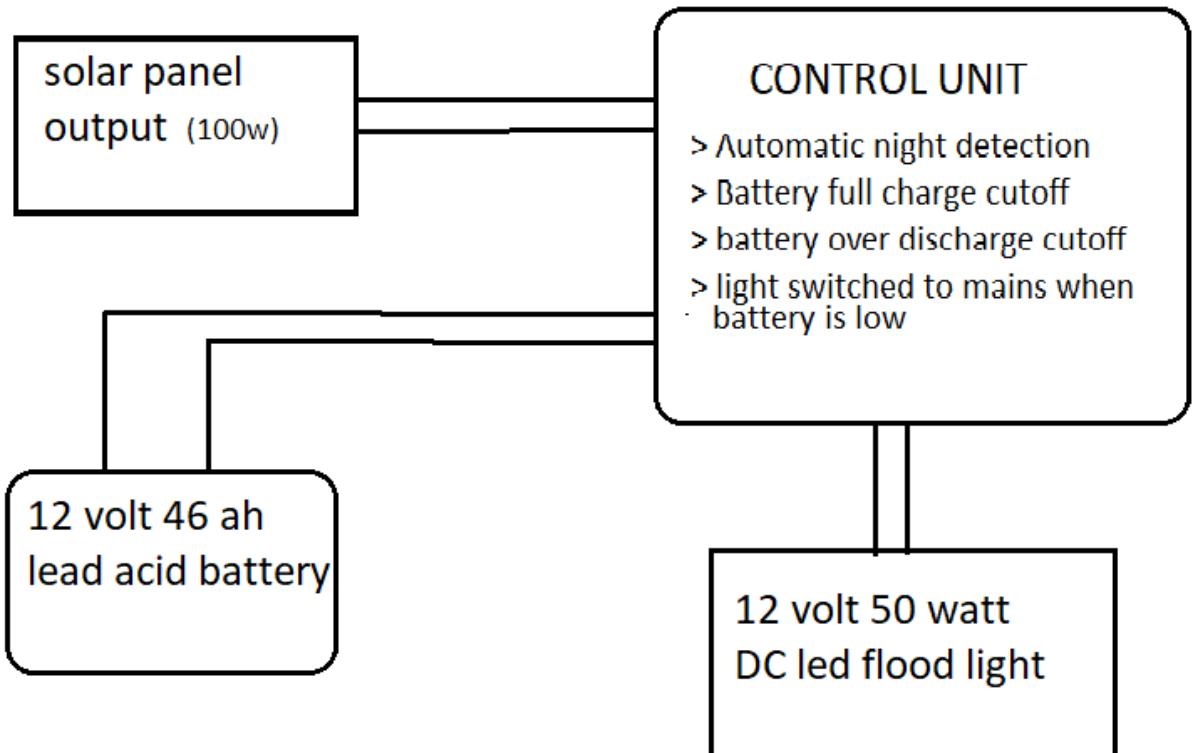 solar panel
output (100w)
CONTROL UNIT
> Automatic night detection
> Battery full charge cutoff
> battery over discharge cutoff
> light switched to mains when
battery is low
12 volt 46 ah
lead acid battery
12 volt 50 watt
DC led flood light